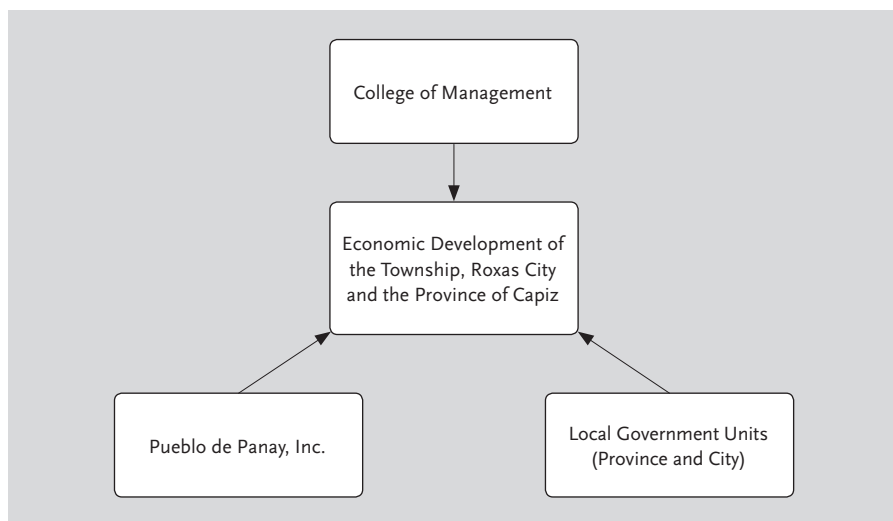 College of Management
Economic Development of
the Township, Roxas City
and the Province of Capiz
Pueblo de Panay, Inc.
Local Government Units
(Province and City)